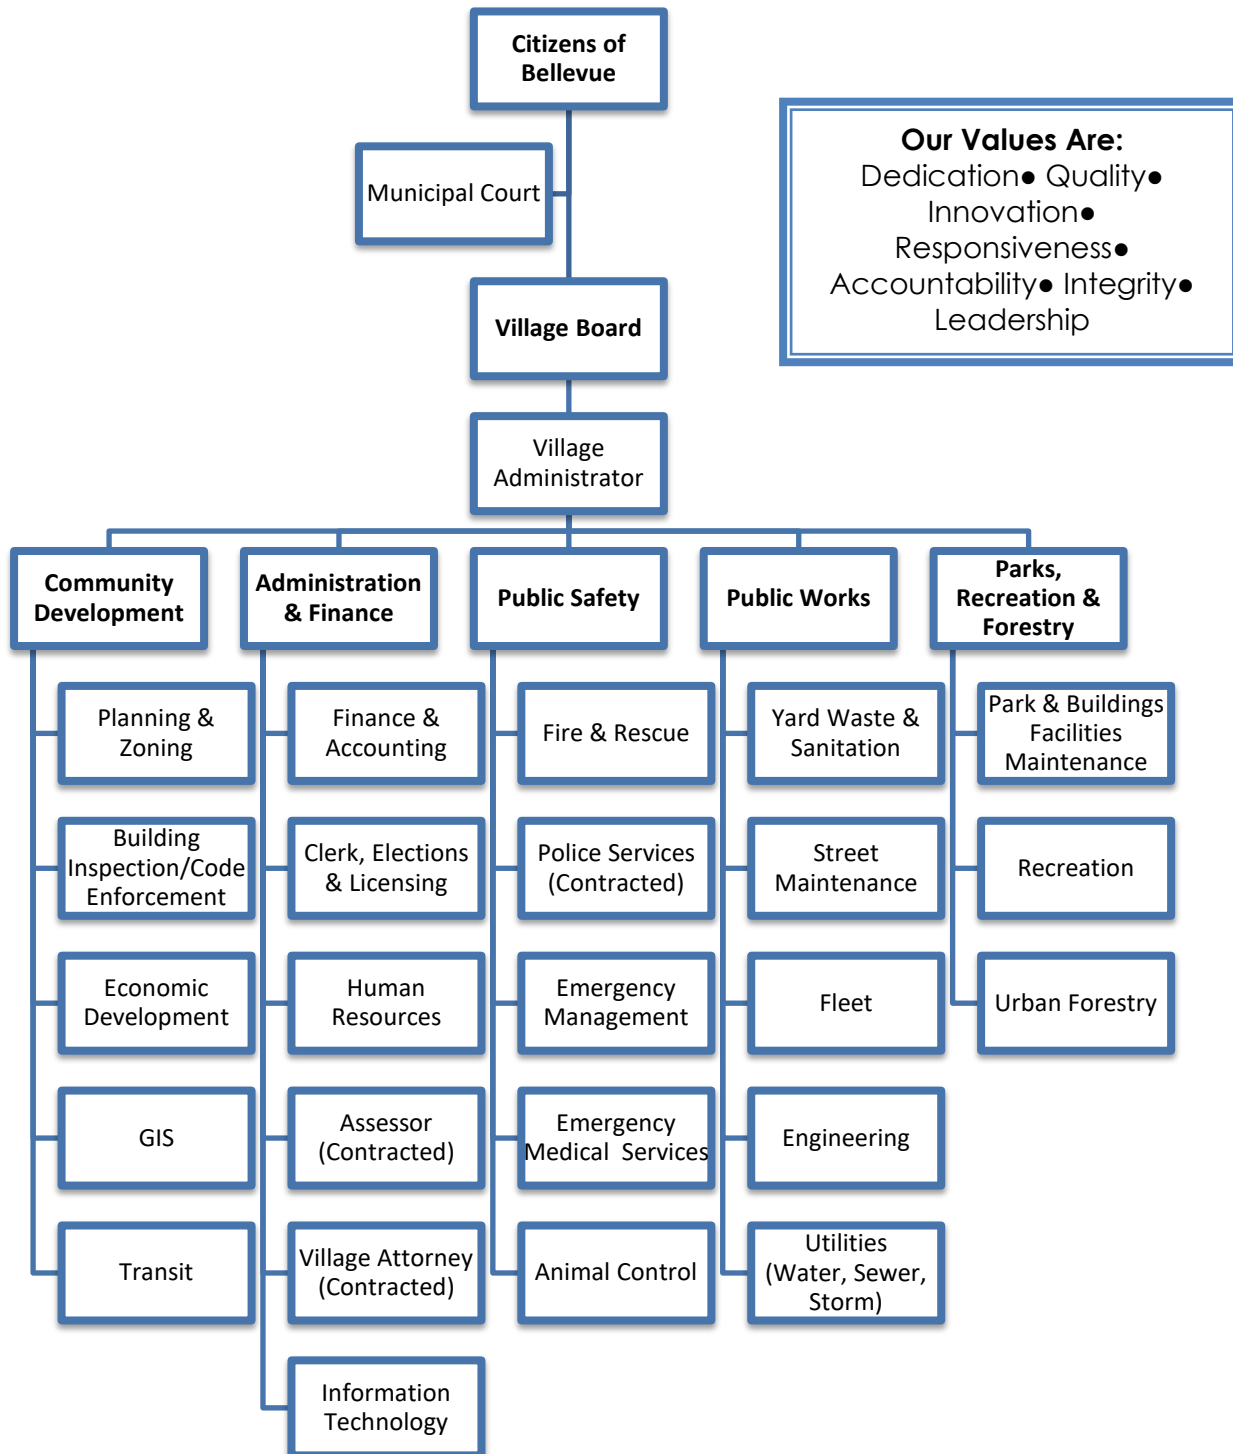 Citizens of
Bellevue
Our Values Are:
Dedication● Quality●
Innovation●
Responsiveness●
Accountability● Integrity●
Leadership
Municipal Court
Village Board
Village
Administrator
Community
Development
Administration
& Finance
Public Safety
Public Works
Parks,
Recreation &
Forestry
Planning &
Zoning
Building
Inspection/Code
Enforcement
Economic
Development
GIS
Transit
Finance &
Accounting
Clerk, Elections
& Licensing
Human
Resources
Assessor
(Contracted)
Village Attorney
(Contracted)
Information
Technology
Fire & Rescue
Police Services
(Contracted)
Emergency
Management
Emergency
Medical Services
Animal Control
Yard Waste &
Sanitation
Street
Maintenance
Fleet
Engineering
Utilities
(Water, Sewer,
Storm)
Park & Buildings
Facilities
Maintenance
Recreation
Urban Forestry